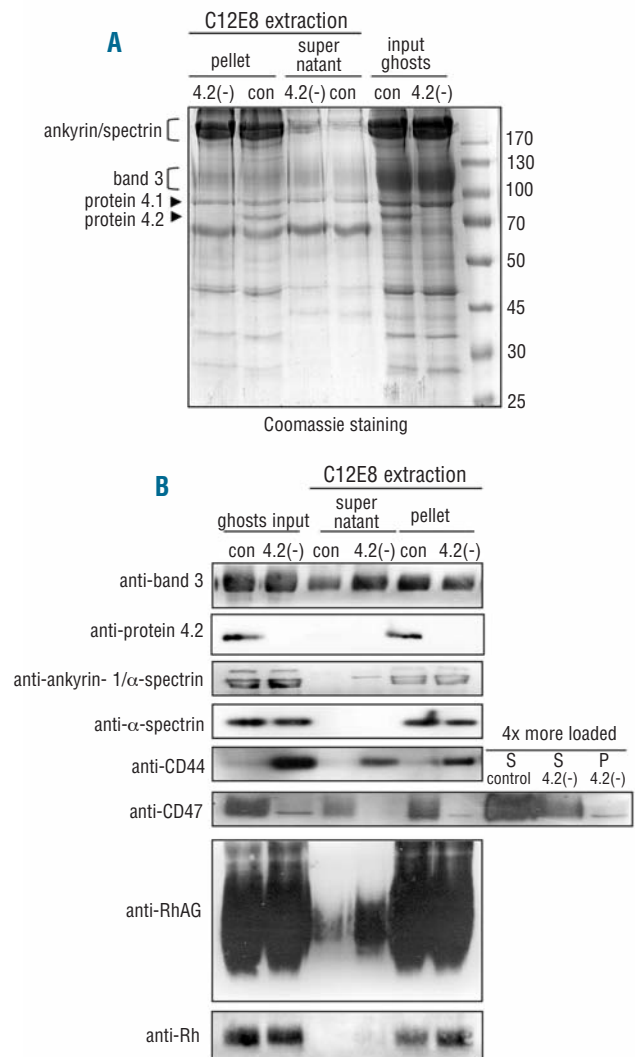 C12E8 extraction
A
pellet
super
natant
input
ghosts
4.2(-) con 4.2(-) con con 4.2(-)
ankyrin/spectrin
band 3
protein 4.1
protein 4.2
170
130
100
70
50
45
30
25
Coomassie staining
B
C12E8 extraction
ghosts input
super
natant
pellet
con 4.2(-) con 4.2(-) con 4.2(-)
anti-band 3
anti-protein 4.2
anti-ankyrin- 1/α-spectrin
anti-α-spectrin
4x more loaded
anti-CD44
S S P
control 4.2(-) 4.2(-)
anti-CD47
anti-RhAG
anti-Rh